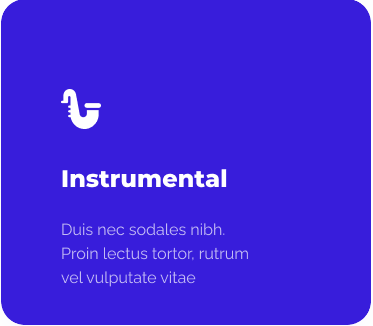 Instrumental
Duis nec sodales nibh.
Proin lectus tortor, rutrum
vel vulputate vitae